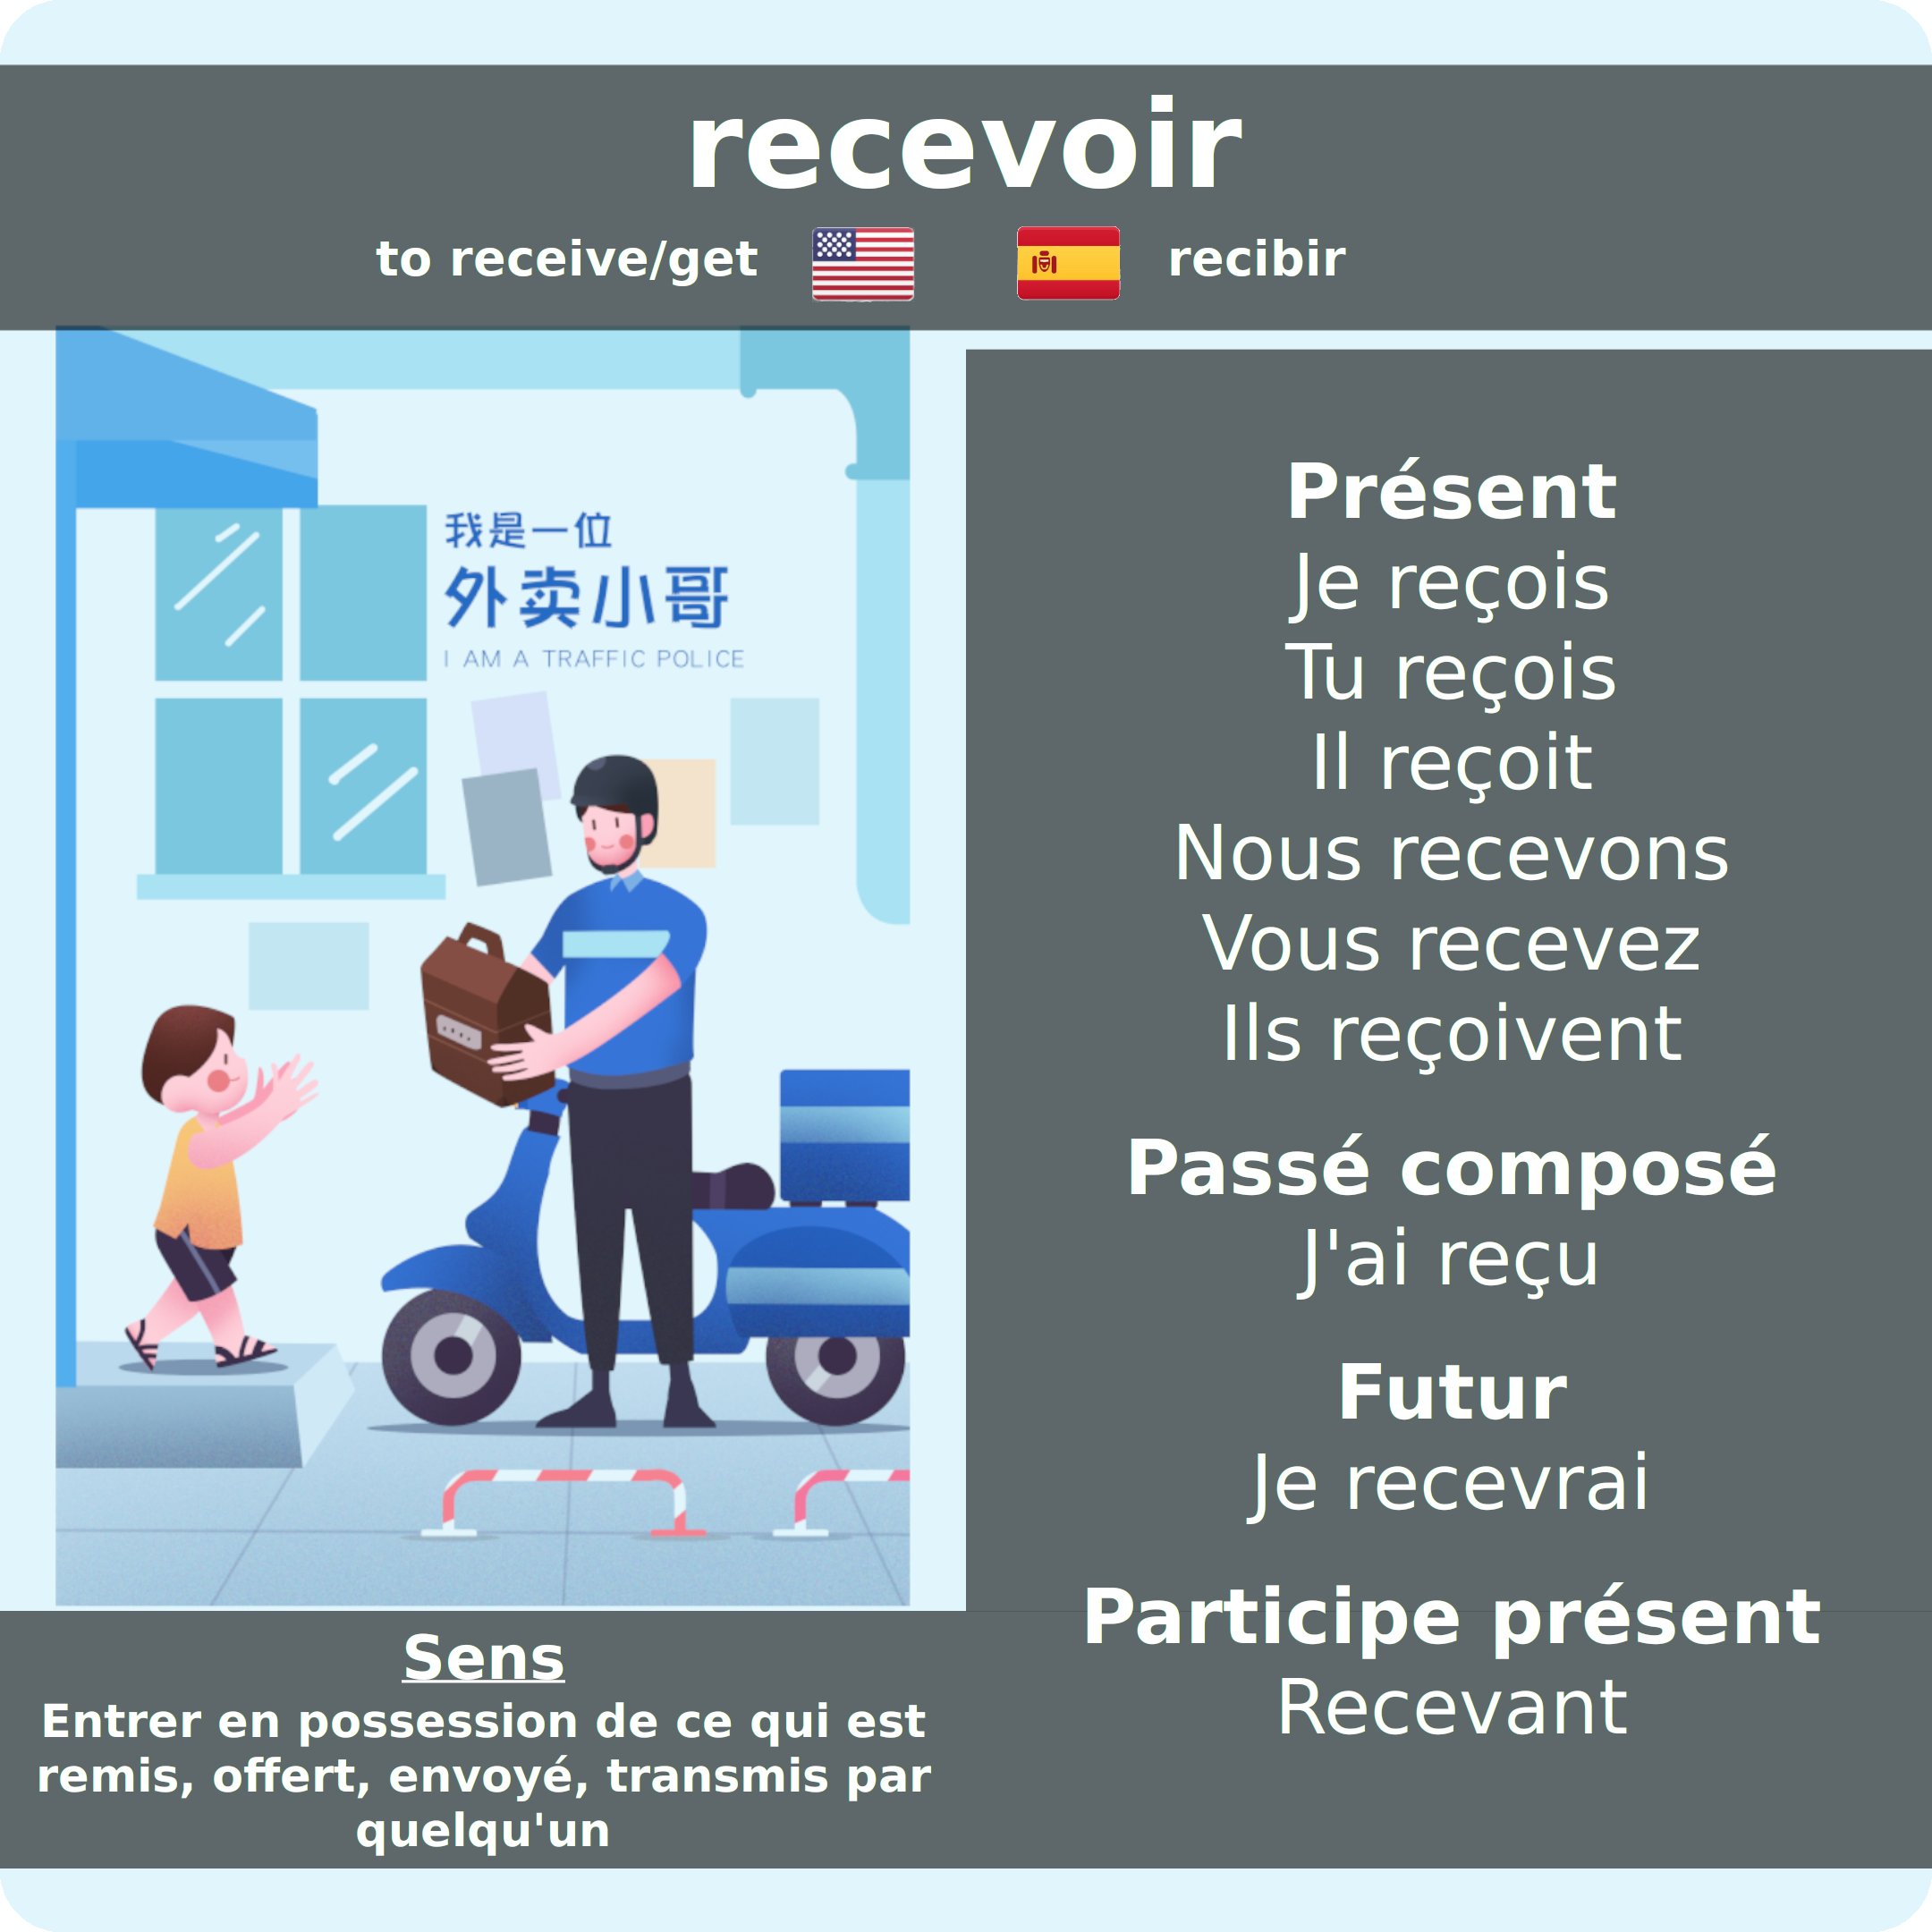 recevoir
to receive/get
recibir
我是一位
外卖小哥
I AM A TRAFFIC POLICE
Présent
Je reçois
Tu reçois
Il reçoit
Nous recevons
Vous recevez
Ils reçoivent
Passé composé
J'ai reçu
Futur
Je recevrai
Participe présent
Recevant
Sens
Entrer en possession de ce qui est
remis, offert, envoyé, transmis par
quelqu'un